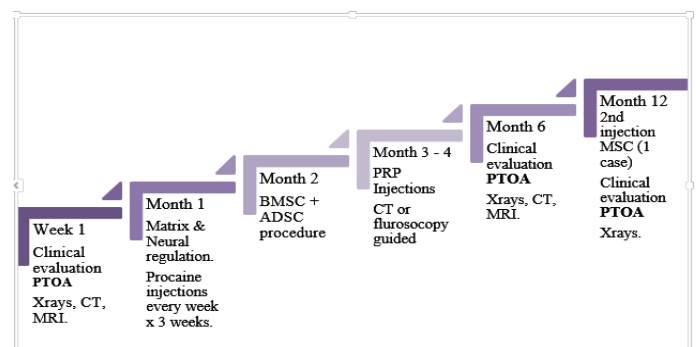 Week 1
Clinical
evaluation
PTOA
Xrays, CT,
MRI.
Month 1
Matrix &
Neural
regulation.
Procaine
injections
every week
x 3 weeks.
Month 2
BMSC +
ADSC
procedure
Month 3 - 4
PRP
Injections
CT or
flurosocopy
guided
Month 6
Clinical
evaluation
PTOA
Xrays, CT,
MRI.
Month 12
2nd
injection
MSC (1
case)
Clinical
evaluation
PTOA
Xrays.